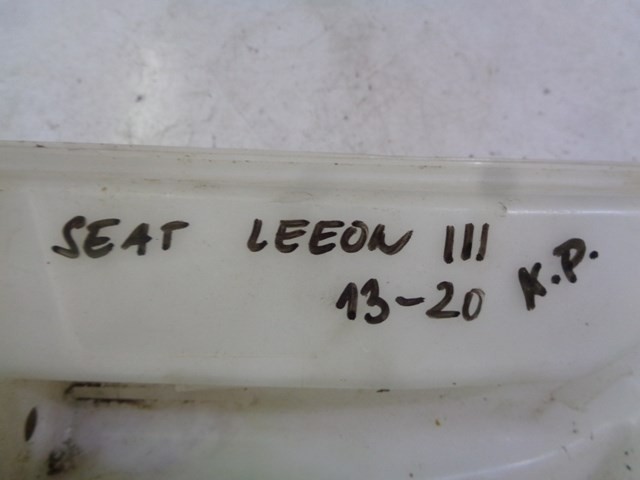 SEAT LEEON III
13-20 K.P.